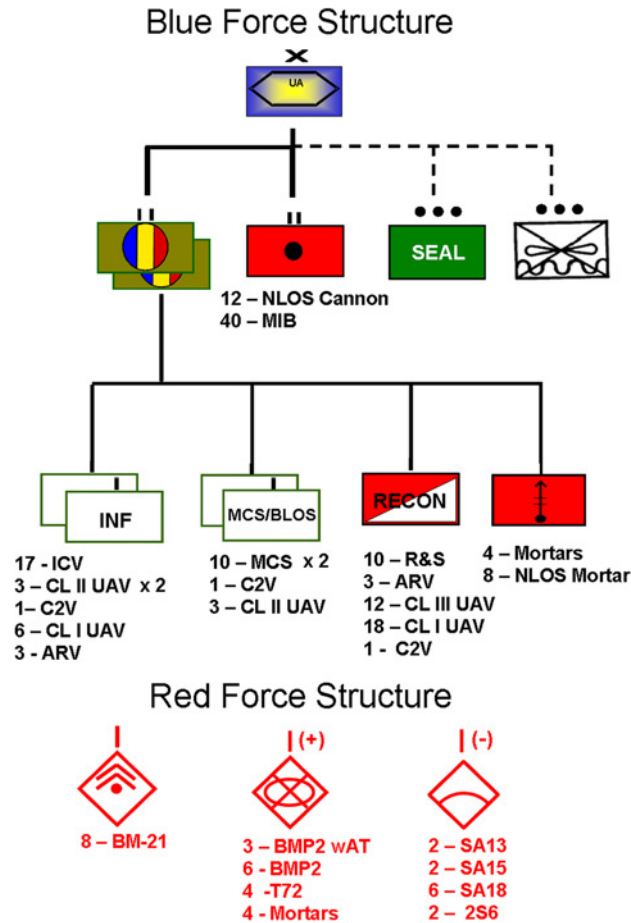 Blue Force Structure
X
UA
SEAL
12 – NLOS Cannon
40 – MIB
INF
MCS/BLOS
RECON
17 - ICV
3 – CL II UAV x 2
1– C2V
6 – CL I UAV
3 - ARV
10 – MCS x 2
1 – C2V
3 – CL II UAV
10 – R&S
3 – ARV
12 – CL III UAV
18 – CL I UAV
1 - C2V
4 – Mortars
8 – NLOS Mortar
Red Force Structure
I
I (+)
I (-)
8 – BM-21
3 – BMP2 wAT
6 - BMP2
4 -T72
4 - Mortars
2 – SA13
2 – SA15
6 – SA18
2 – 2S6